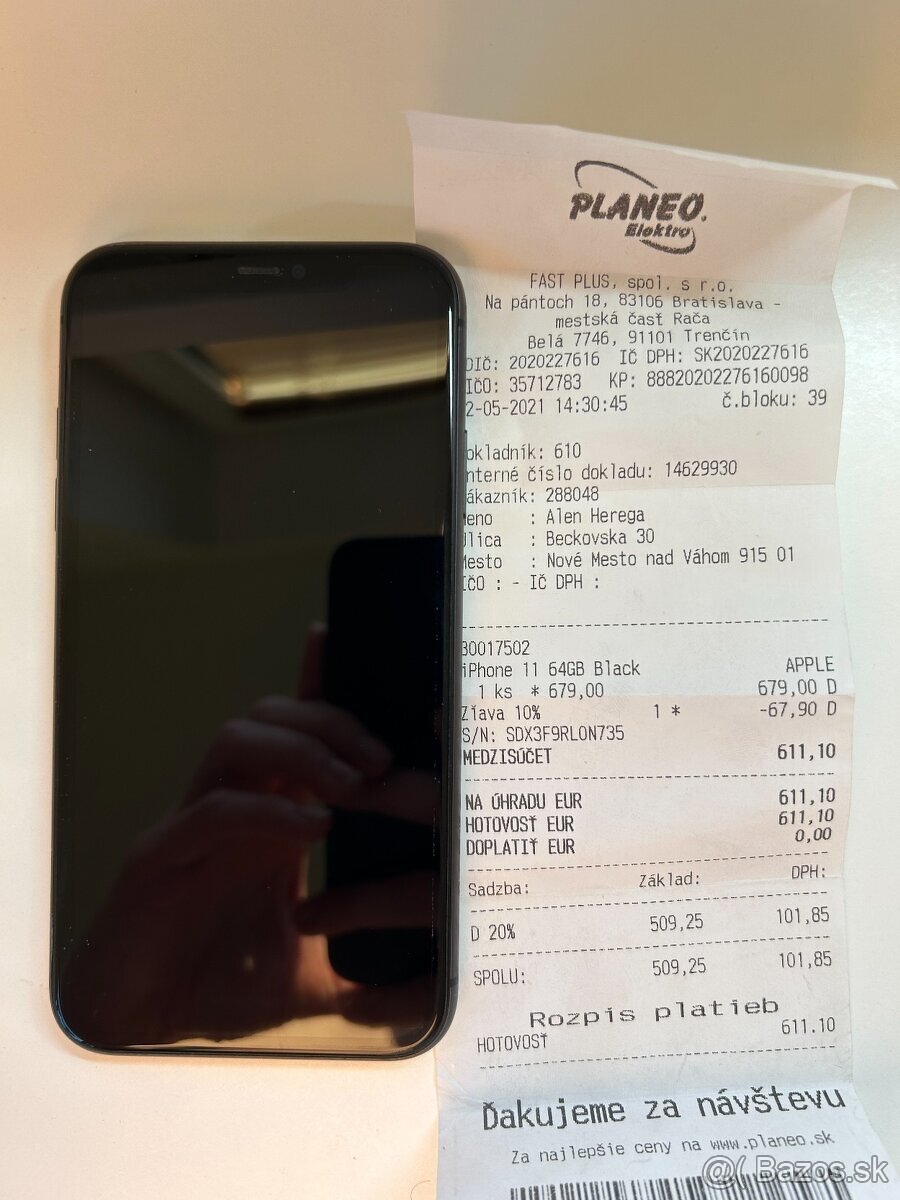 PLANEO.
Elektro
FAST PLUS, spol. s r.o.
Na pántoch 18, 83106 Bratislava -
mestská časť Rača
Belá 7746, 91101 Trenčín
DIČ: 2020227616 IČ DPH: SK2020227616
IČO: 35712783 KP: 88820202276160098
2-05-2021 14:30:45 č.bloku: 39
okladník: 610
nterné číslo dokladu: 14629930
ákazník: 288048
eno : Alen Herega
lica : Beckovska 30
esto : Nové Mesto nad Váhom 915 01
IČO : - IČ DPH :
30017502
iPhone 11 64GB Black APPLE
1 ks * 679,00 679,00 D
Zľava 10% 1 * -67,90 D
S/N: SDX3F9RL0N735
MEDZISÚČET 611,10
NA ÚHRADU EUR 611,10
HOTOVOSŤ EUR 611,10
DOPLATIŤ EUR 0,00
Sadzba: Základ: DPH:
D 20% 509,25 101,85
SPOLU: 509,25 101,85
Rozpis platieb
HOTOVOSŤ 611.10
Ďakujeme za návštevu
Za najlepšie ceny na www.planeo.sk
@( Bazos.sk